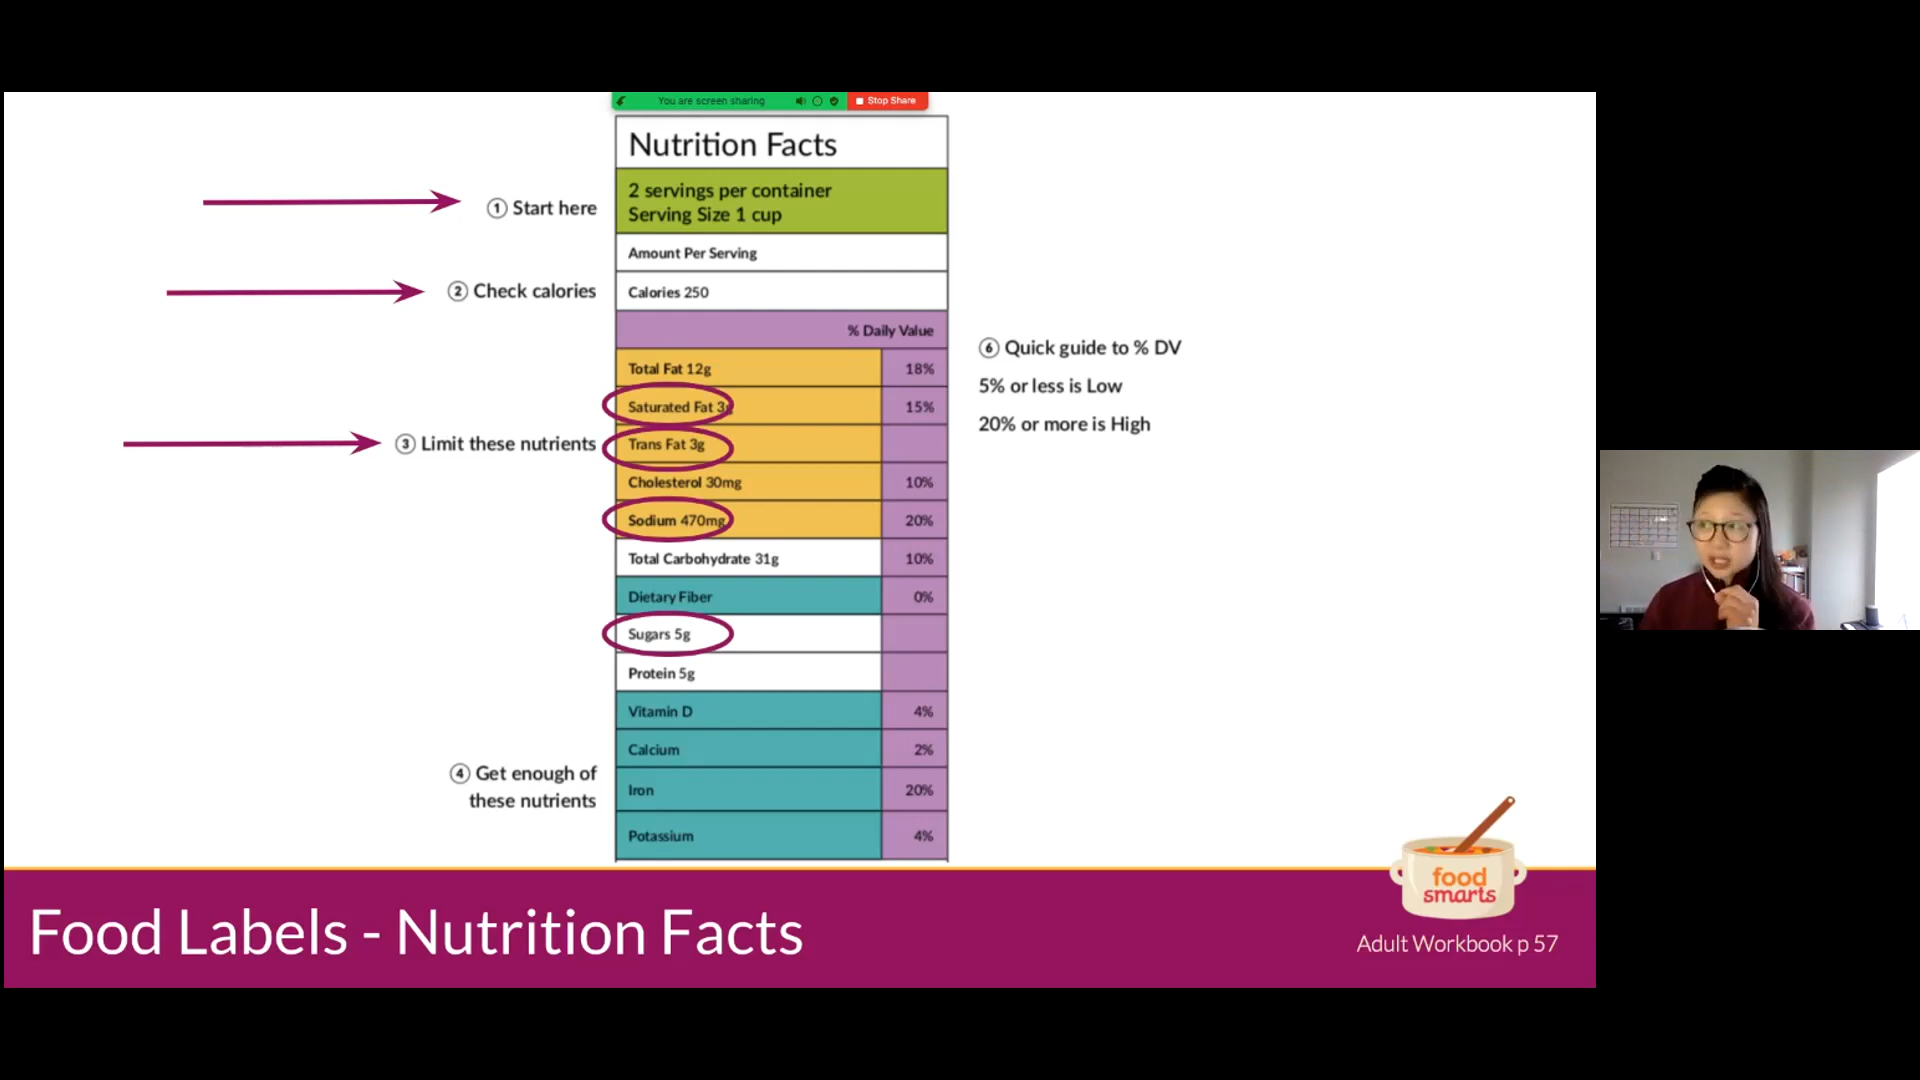 You are screen sharing
Stop Share
Nutrition Facts
① Start here
2 servings per container
Serving Size 1 cup
Amount Per Serving
② Check calories
Calories 250
% Daily Value
Total Fat 12g 18%
Saturated Fat 3g 15%
③ Limit these nutrients
Trans Fat 3g
Cholesterol 30mg 10%
Sodium 470mg 20%
Total Carbohydrate 31g 10%
Dietary Fiber 0%
Sugars 5g
Protein 5g
Vitamin D 4%
Calcium 2%
④ Get enough of
these nutrients
Iron 20%
Potassium 4%
⑥ Quick guide to % DV
5% or less is Low
20% or more is High
food
smarts
Food Labels - Nutrition Facts
Adult Workbook p 57